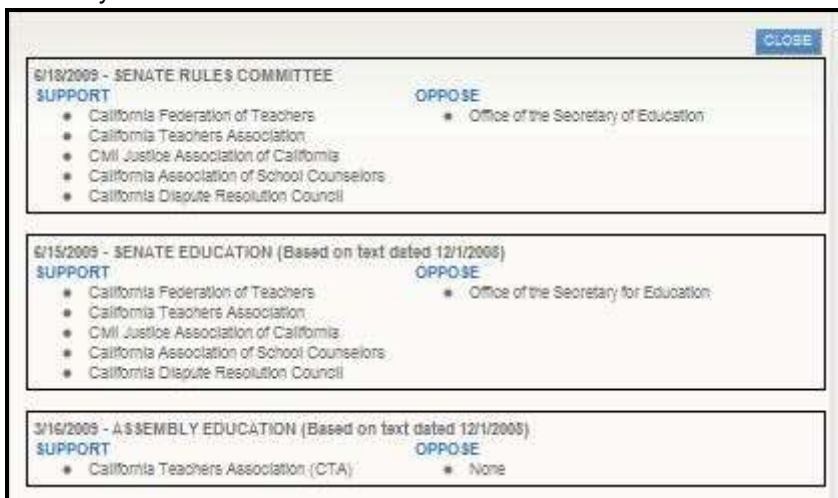 CLOSE
6/18/2009 - SENATE RULES COMMITTEE
SUPPORT
OPPOSE
• California Federation of Teachers
• Office of the Secretary of Education
• California Teachers Association
• Civil Justice Association of California
• California Association of School Counselors
• California Dispute Resolution Council
6/15/2009 - SENATE EDUCATION (Based on text dated 12/1/2008)
SUPPORT
OPPOSE
• California Federation of Teachers
• Office of the Secretary for Education
• California Teachers Association
• Civil Justice Association of California
• California Association of School Counselors
• California Dispute Resolution Council
3/16/2009 - ASSEMBLY EDUCATION (Based on text dated 12/1/2008)
SUPPORT
OPPOSE
• California Teachers Association (CTA)
• None